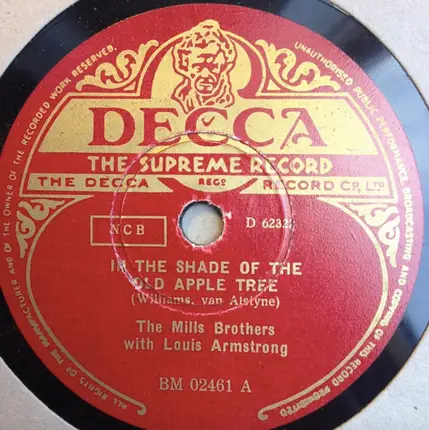 ALL RIGHTS OF THE MANUFACTURER AND OF THE OWNER OF THE RECORDED WORK RESERVED.
UNAUTHORISED PUBLIC PERFORMANCE, BROADCASTING AND COPYING OF THIS RECORD PROHIBITED
DECCA
THE SUPREME RECORD
THE DECCA REGD RECORD CO., LTD
NCB
D
IN THE SHADE OF THE
OLD APPLE TREE
(Williams, van Alstyne)
The Mills Brothers
with Louis Armstrong
BM 02461 A